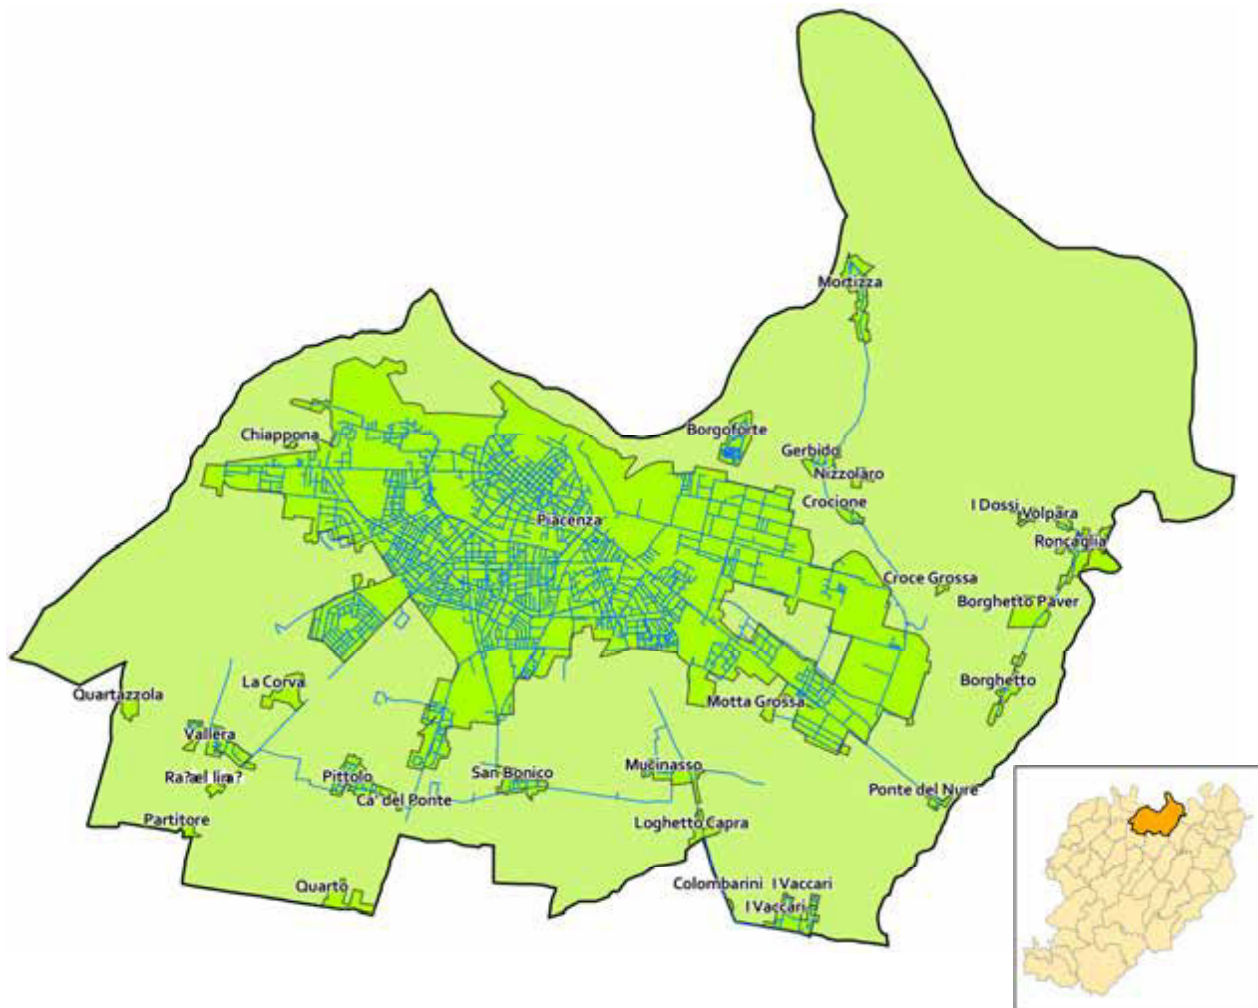 Mortizza
Borgoforte
Chiappona
Gerbido
Nizzolaro
Crocione
I Dossi
Volpara
Piacenza
Roncaglia
Croce Grossa
Borghetto Paver
Borghetto
La Corva
Quartazzola
Motta Grossa
Vallera
Mucinasso
San Bonico
Pittolo
Ponte del Nure
Ca' del Ponte
Partitore
Loghetto Capra
Quarto
Colombarini
I Vaccari
I Vaccari